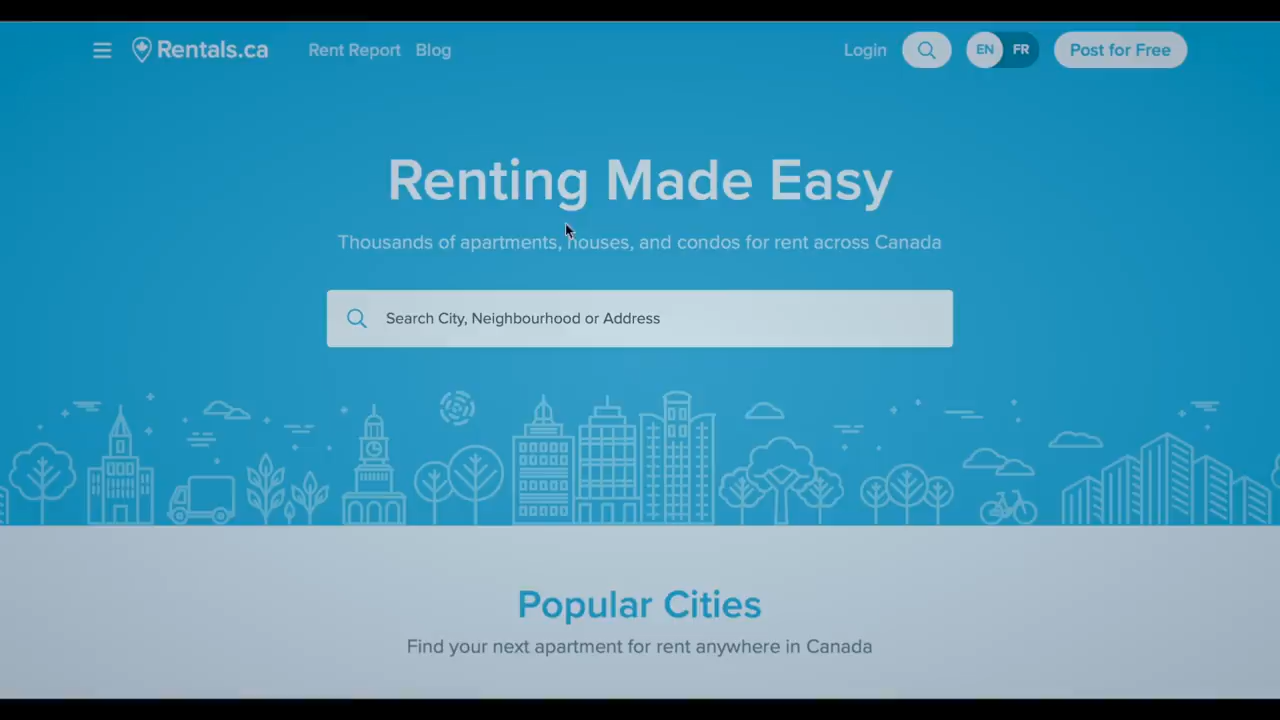 Rentals.ca Rent Report Blog Login EN FR Post for Free
Renting Made Easy
Thousands of apartments, houses, and condos for rent across Canada
Search City, Neighbourhood or Address
Popular Cities
Find your next apartment for rent anywhere in Canada